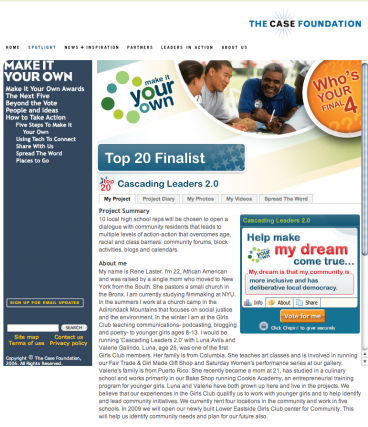 THE CASE FOUNDATION
HOME SPOTLIGHT NEWS + INSPIRATION PARTNERS LEADERS IN ACTION ABOUT US
MAKE IT
YOUR OWN
Make it Your Own Awards
The Next Five
Beyond the Vote
People and Ideas
How to Take Action
Five Steps To Make It
Your Own
Using Tech To Connect
Share With Us
Spread The Word
Places to Go
SIGN UP FOR EMAIL UPDATES
SEARCH
Site map Contact us
Terms of use Privacy policy
Copyright © The Case Foundation,
2006. All Rights Reserved.
make it
your
own
WHO'S
YOUR
FINAL
4
Top 20 Finalist
top
20
Cascading Leaders 2.0
My Project Project Diary My Photos My Videos Spread The Word
Project Summary
10 local high school reps will be chosen to open a
dialogue with community residents that leads to
multiple levels of action-action that overcomes age,
racial and class barriers: community forums, block
activities, blogs and calendars.
About me
My name is Rene Laster. I'm 22, African American
and was raised by a single mom who moved to New
York from the South. She pastors a small church in
the Bronx. I am currently studying filmmaking at NYU.
In the summers I work at a church camp in the
Adirondack Mountains that focuses on social justice
and the environment. In the winter I am at the Girls
Club teaching communications- podcasting, blogging
and poetry- to younger girls ages 8-13. I would be
running 'Cascading Leaders 2.0' with Luna Avila and
Valerie Galindo. Luna, age 25, was one of the first
Girls Club members. Her family is from Columbia. She teaches art classes and is involved in running
our Fair Trade & Girl Made Gift Shop and Saturday Women's performance series at our gallery.
Valerie's family is from Puerto Rico. She recently became a mom at 21, has studied in a culinary
school and works primarily in our Bake Shop running Cookie Academy, an entrepreneurial training
program for younger girls. Luna and Valerie have both grown up here and live in the projects. We
believe that our experiences in the Girls Club qualify us to work with younger girls and to help identify
and lead community initiatives. We currently rent four locations in the community and work in five
schools. In 2009 we will open our newly built Lower Eastside Girls Club center for Community. This
will help us identify community needs and plan for our future also.
Cascading Leaders 2.0
Help make
my dream
come true...
My dream is that my community is
more inclusive and has
deliberative local democracy.
Info About Share
Vote for me
Click Chipin! to give securely